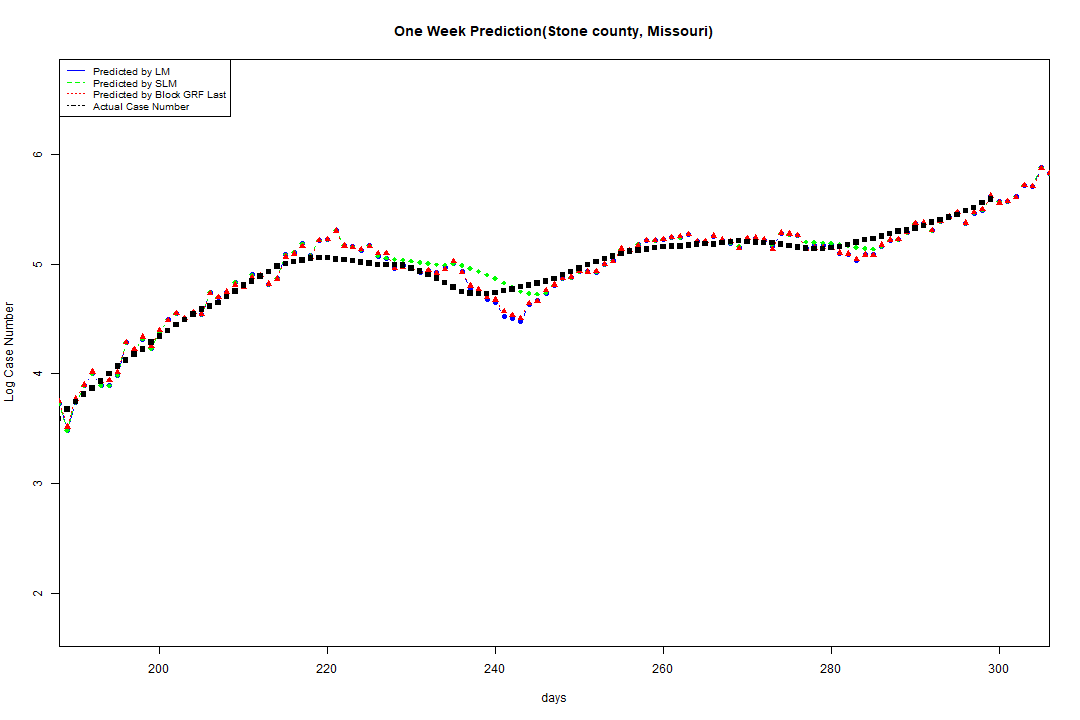 One Week Prediction(Stone county, Missouri)
Predicted by LM
Predicted by SLM
Predicted by Block GRF Last
Actual Case Number
6
5
4
3
2
Log Case Number
200 220 240 260 280 300
days